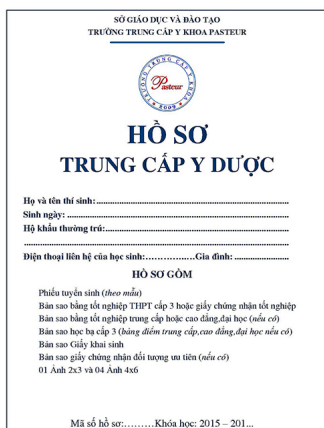 SỞ GIÁO DỤC VÀ ĐÀO TẠO
TRƯỜNG TRUNG CẤP Y KHOA PASTEUR
TRƯỜNG TRUNG CẤP Y KHOA
Pasteur
2009
HỒ SƠ
TRUNG CẤP Y DƯỢC
Họ và tên thí sinh:..........................................................................
Sinh ngày: ....................................................................................
Hộ khẩu thường trú:......................................................................
....................................................................................................
Điện thoại liên hệ của học sinh:..................Gia đình: .....................
HỒ SƠ GỒM
Phiếu tuyển sinh (theo mẫu)
Bản sao bằng tốt nghiệp THPT cấp 3 hoặc giấy chứng nhận tốt nghiệp
Bản sao bằng tốt nghiệp trung cấp hoặc cao đẳng,đại học (nếu có)
Bản sao học bạ cấp 3 (bảng điểm trung cấp,cao đẳng,đại học nếu có)
Bản sao Giấy khai sinh
Bản sao giấy chứng nhận đối tượng ưu tiên (nếu có)
01 Ảnh 2x3 và 04 Ảnh 4x6
Mã số hồ sơ:.........Khóa học: 2015 – 201...